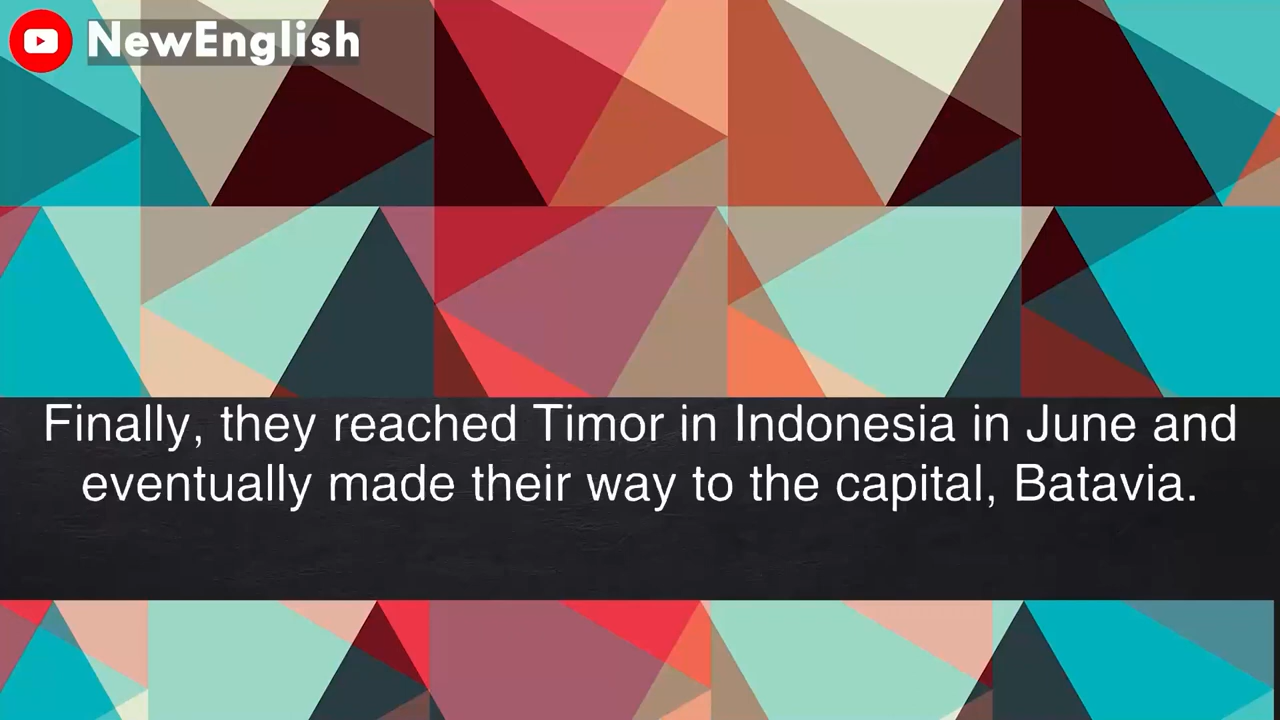 NewEnglish
Finally, they reached Timor in Indonesia in June and
eventually made their way to the capital, Batavia.